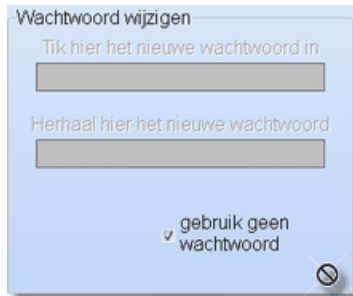 Wachtwoord wijzigen
Tik hier het nieuwe wachtwoord in
Herhaal hier het nieuwe wachtwoord
gebruik geen
wachtwoord